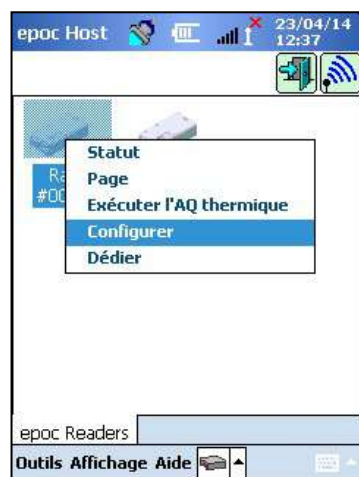 epoc Host 23/04/14
12:37
Statut
Page
Exécuter l'AQ thermique
Configurer
Dédier
epoc Readers
Outils Affichage Aide